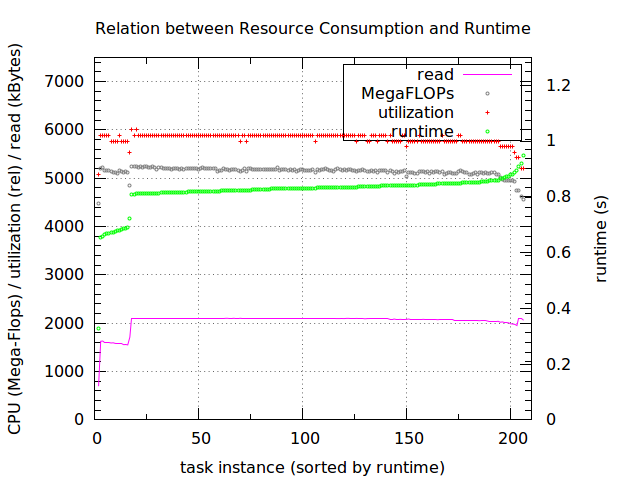 Relation between Resource Consumption and Runtime
CPU (Mega-Flops) / utilization (rel) / read (kBytes)
7000
6000
5000
4000
3000
2000
1000
0
read
MegaFLOPs
utilization
runtime
1.2
1
0.8
0.6
0.4
0.2
0
runtime (s)
0 50 100 150 200
task instance (sorted by runtime)